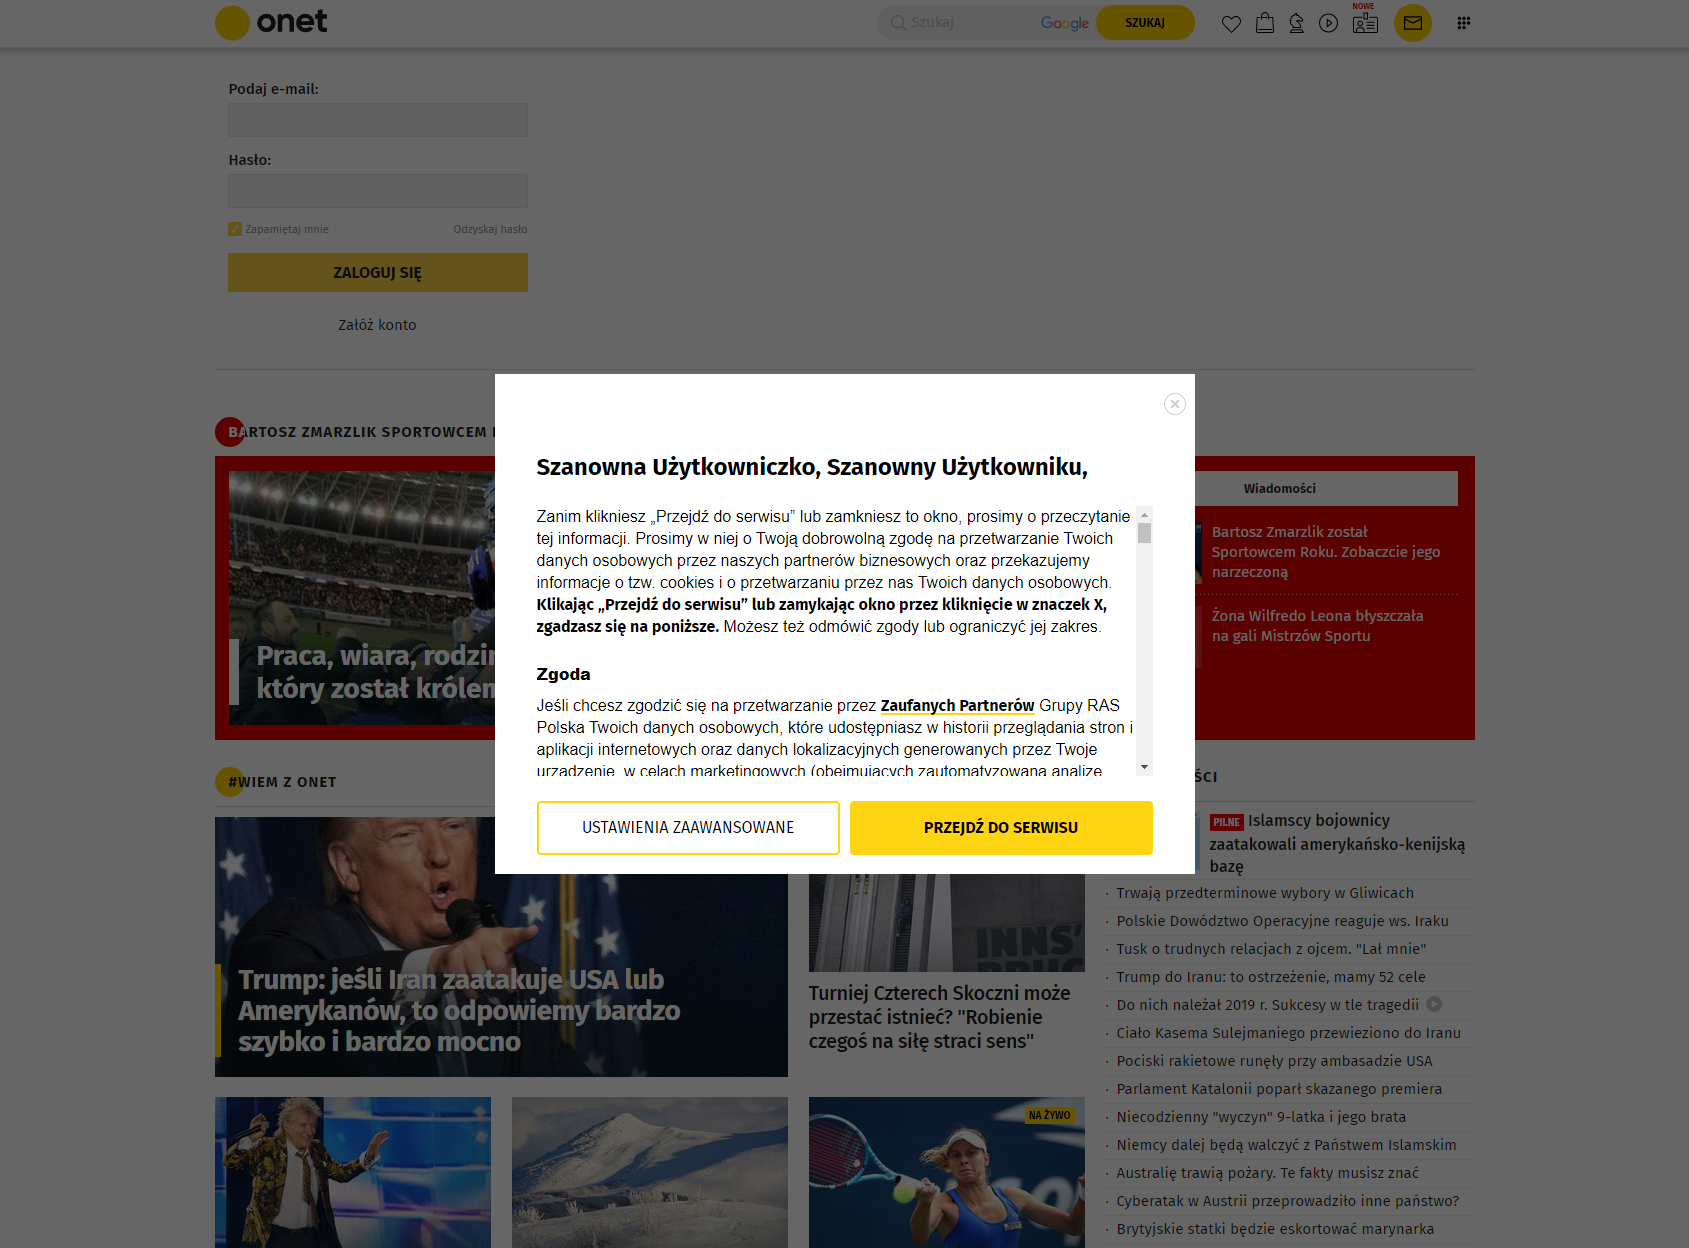 onet
Szukaj
Google
SZUKAJ
NOWE
Podaj e-mail:
Hasło:
Zapamiętaj mnie
Odzyskaj hasło
ZALOGUJ SIĘ
Załóż konto
BARTOSZ ZMARZLIK SPORTOWCEM
Praca, wiara,
który został
Wiadomości
Bartosz Zmarzlik został
Sportowcem Roku. Zobaczcie jego
narzeczoną
Żona Wilfredo Leona błyszczała
na gali Mistrzów Sportu
Szanowna Użytkowniczko, Szanowny Użytkowniku,
Zanim klikniesz „Przejdź do serwisu” lub zamkniesz to okno, prosimy o przeczytanie
tej informacji. Prosimy w niej o Twoją dobrowolną zgodę na przetwarzanie Twoich
danych osobowych przez naszych partnerów biznesowych oraz przekazujemy
informacje o tzw. cookies i o przetwarzaniu przez nas Twoich danych osobowych.
Klikając „Przejdź do serwisu” lub zamykając okno przez kliknięcie w znaczek X,
zgadzasz się na poniższe. Możesz też odmówić zgody lub ograniczyć jej zakres.
Zgoda
Jeśli chcesz zgodzić się na przetwarzanie przez Zaufanych Partnerów Grupy RAS
Polska Twoich danych osobowych, które udostępniasz w historii przeglądania stron i
aplikacji internetowych oraz danych lokalizacyjnych generowanych przez Twoje
urządzenie, w celach marketingowych (obejmujących zautomatyzowaną analizę
USTAWIENIA ZAAWANSOWANE
PRZEJDŹ DO SERWISU
#WIEM Z ONET
Trump: jeśli Iran zaatakuje USA lub
Amerykanów, to odpowiemy bardzo
szybko i bardzo mocno
INNS'
BRUCK
Turniej Czterech Skoczni może
przestać istnieć? "Robienie
czegoś na siłę straci sens"
NA ŻYWO
PILNE Islamscy bojownicy
zaatakowali amerykańsko-kenijską
bazę
· Trwają przedterminowe wybory w Gliwicach
· Polskie Dowództwo Operacyjne reaguje ws. Iraku
· Tusk o trudnych relacjach z ojcem. "Lał mnie"
· Trump do Iranu: to ostrzeżenie, mamy 52 cele
· Do nich należał 2019 r. Sukcesy w tle tragedii
· Ciało Kasema Sulejmaniego przewieziono do Iranu
· Pociski rakietowe runęły przy ambasadzie USA
· Parlament Katalonii poparł skazanego premiera
· Niecodzienny "wyczyn" 9-latka i jego brata
· Niemcy dalej będą walczyć z Państwem Islamskim
· Australię trawią pożary. Te fakty musisz znać
· Cyberatak w Austrii przeprowadziło inne państwo?
· Brytyjskie statki będzie eskortować marynarka